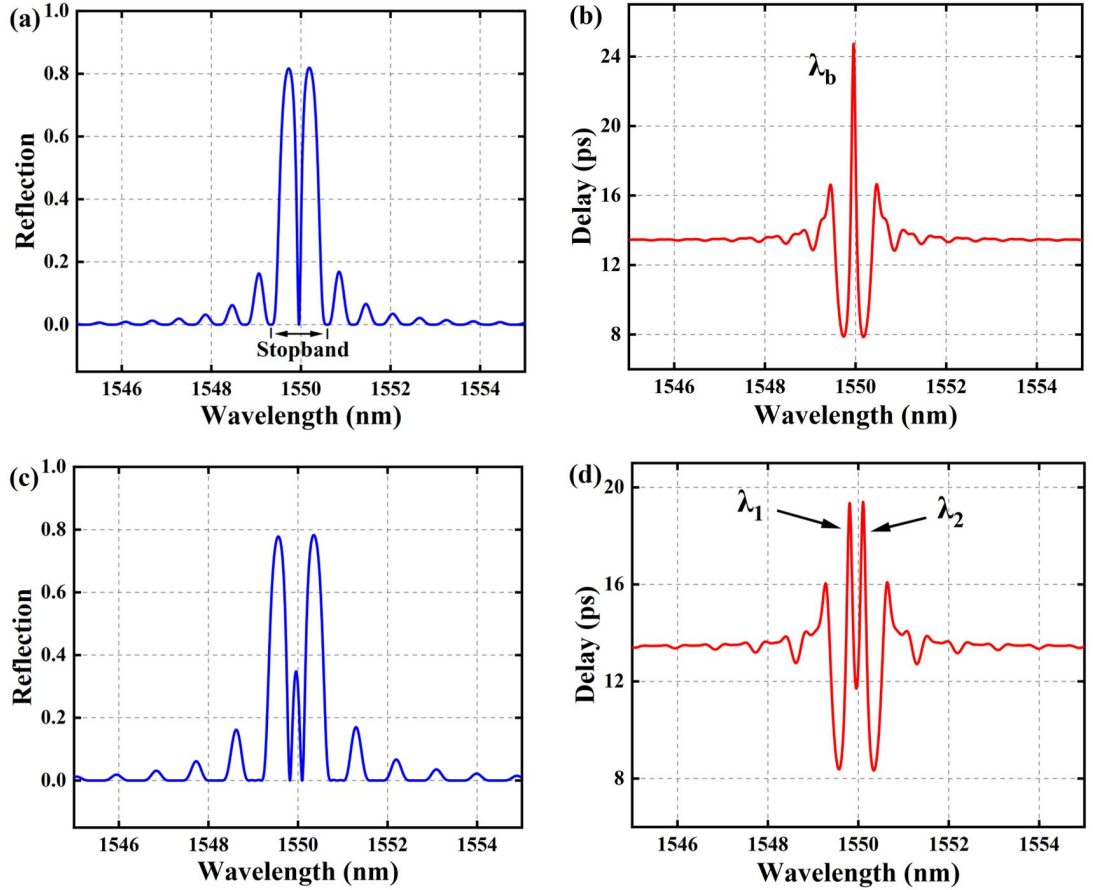 (a)
1.0
0.8
0.6
0.4
0.2
0.0
Reflection
Stopband
1546 1548 1550 1552 1554
Wavelength (nm)
(b)
24
20
16
12
8
Delay (ps)
λb
1546 1548 1550 1552 1554
Wavelength (nm)
(c)
1.0
0.8
0.6
0.4
0.2
0.0
Reflection
1546 1548 1550 1552 1554
Wavelength (nm)
(d)
20
16
12
8
Delay (ps)
λ1
λ2
1546 1548 1550 1552 1554
Wavelength (nm)